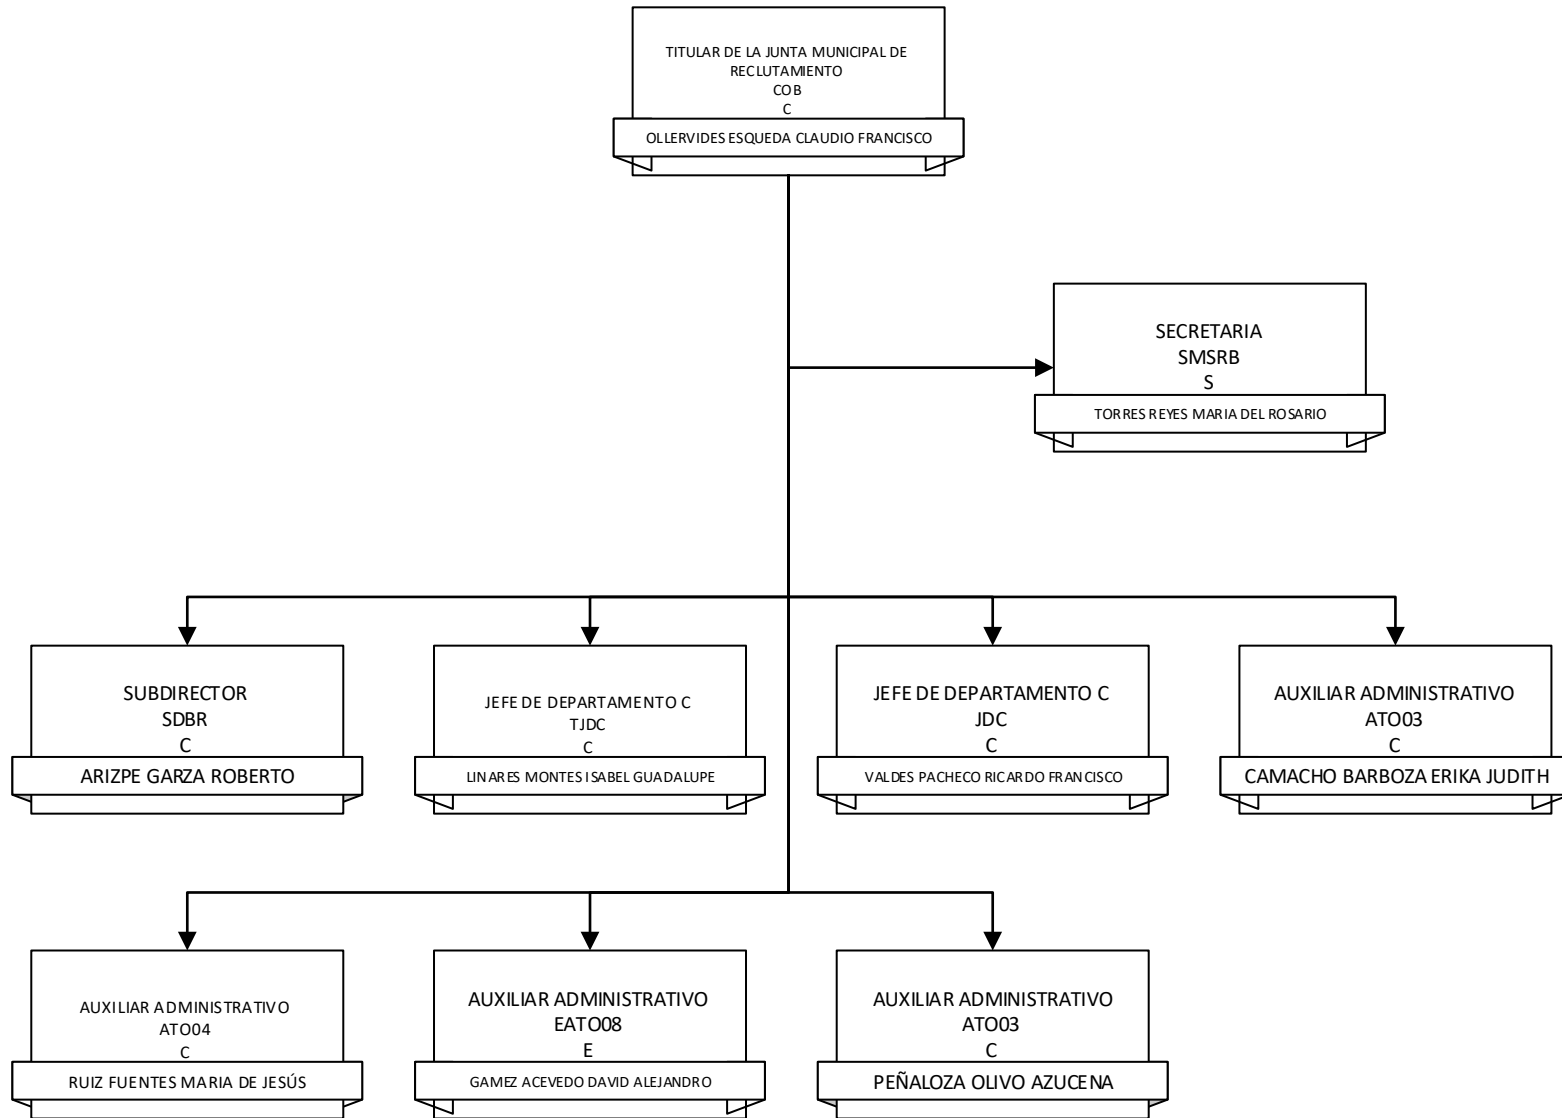 TITULAR DE LA JUNTA MUNICIPAL DE
RECLUTAMIENTO
COB
C
OLLERVIDES ESQUEDA CLAUDIO FRANCISCO
SECRETARIA
SMSRB
S
TORRES REYES MARIA DEL ROSARIO
SUBDIRECTOR
SDBR
C
ARIZPE GARZA ROBERTO
JEFE DE DEPARTAMENTO C
TJDC
C
LINARES MONTES ISABEL GUADALUPE
JEFE DE DEPARTAMENTO C
JDC
C
VALDES PACHECO RICARDO FRANCISCO
AUXILIAR ADMINISTRATIVO
ATO03
C
CAMACHO BARBOZA ERIKA JUDITH
AUXILIAR ADMINISTRATIVO
ATO04
C
RUIZ FUENTES MARIA DE JESÚS
AUXILIAR ADMINISTRATIVO
EATO08
E
GAMEZ ACEVEDO DAVID ALEJANDRO
AUXILIAR ADMINISTRATIVO
ATO03
C
PEÑALOZA OLIVO AZUCENA